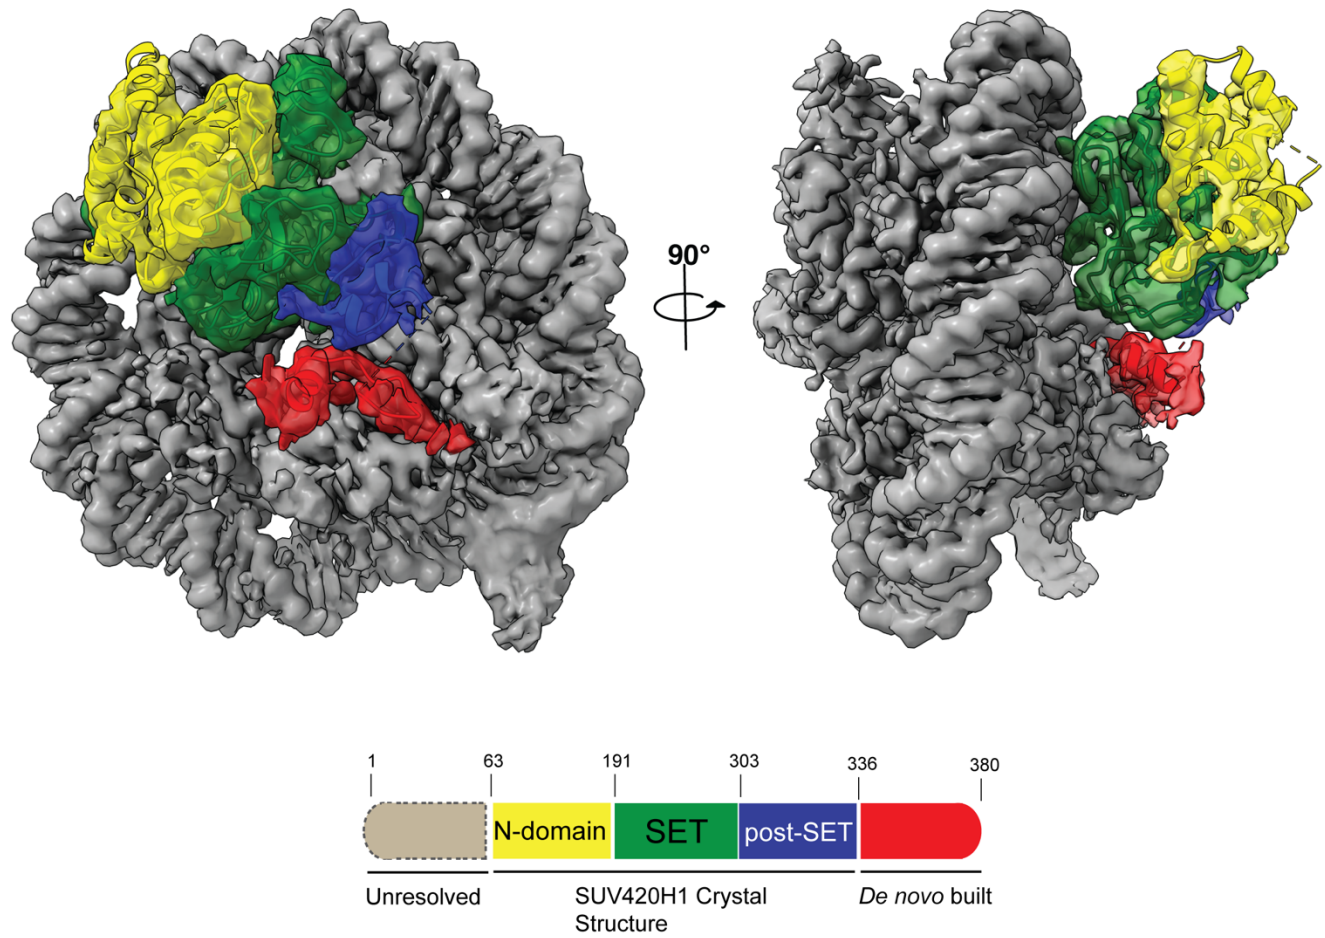 90°
1 63 191 303 336 380
N-domain SET post-SET
Unresolved SUV420H1 Crystal De novo built
Structure